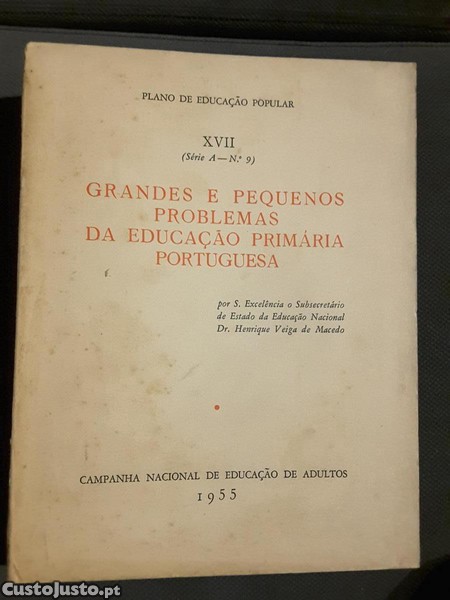 PLANO DE EDUCAÇÃO POPULAR
XVII
(Série A — N.º 9)
GRANDES E PEQUENOS
PROBLEMAS
DA EDUCAÇÃO PRIMÁRIA
PORTUGUESA
por S. Excelência o Subsecretário
de Estado da Educação Nacional
Dr. Henrique Veiga de Macedo
CAMPANHA NACIONAL DE EDUCAÇÃO DE ADULTOS
1955
CustoJusto.pt